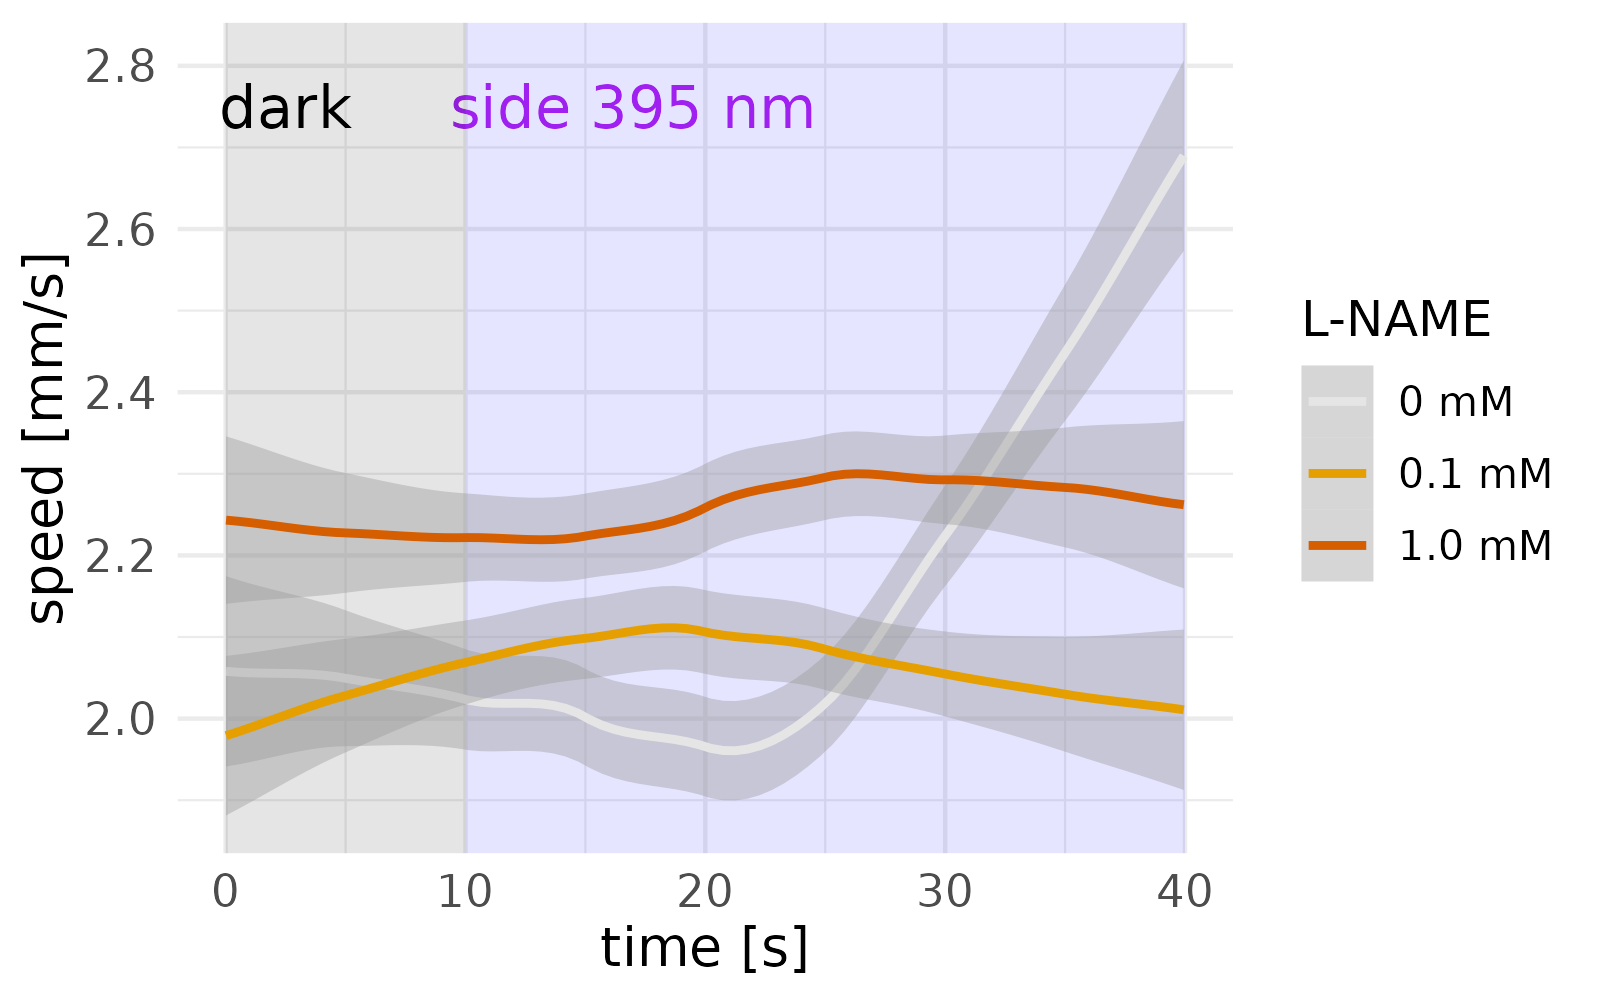 2.8
2.6
2.4
2.2
2.0
speed [mm/s]
dark
side 395 nm
0 10 20 30 40
time [s]
L-NAME
0 mM
0.1 mM
1.0 mM